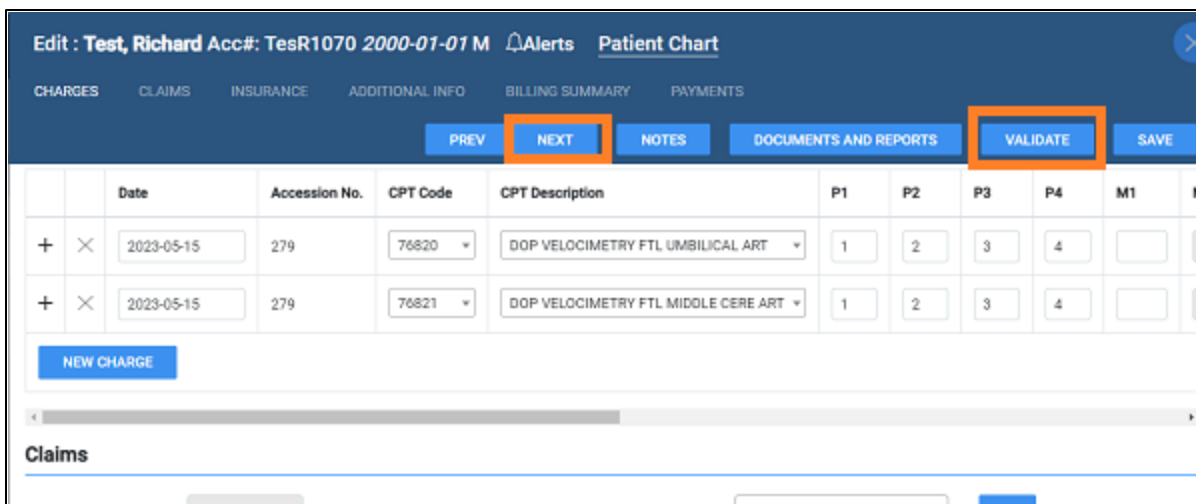 Edit : Test, Richard Acc#: TesR1070 2000-01-01 M Alerts Patient Chart
CHARGES CLAIMS INSURANCE ADDITIONAL INFO BILLING SUMMARY PAYMENTS
PREV NEXT NOTES DOCUMENTS AND REPORTS VALIDATE SAVE
Date Accession No. CPT Code CPT Description P1 P2 P3 P4 M1
2023-05-15 279 76820 DOP VELOCIMETRY FTL UMBILICAL ART 1 2 3 4
2023-05-15 279 76821 DOP VELOCIMETRY FTL MIDDLE CERE ART 1 2 3 4
NEW CHARGE
Claims